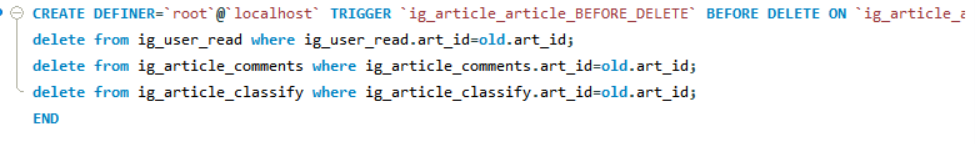 CREATE DEFINER=`root`@`localhost` TRIGGER `ig_article_article_BEFORE_DELETE` BEFORE DELETE ON
delete from ig_user_read where ig_user_read.art_id=old.art_id;
delete from ig_article_comments where ig_article_comments.art_id=old.art_id;
delete from ig_article_classify where ig_article_classify.art_id=old.art_id;
END